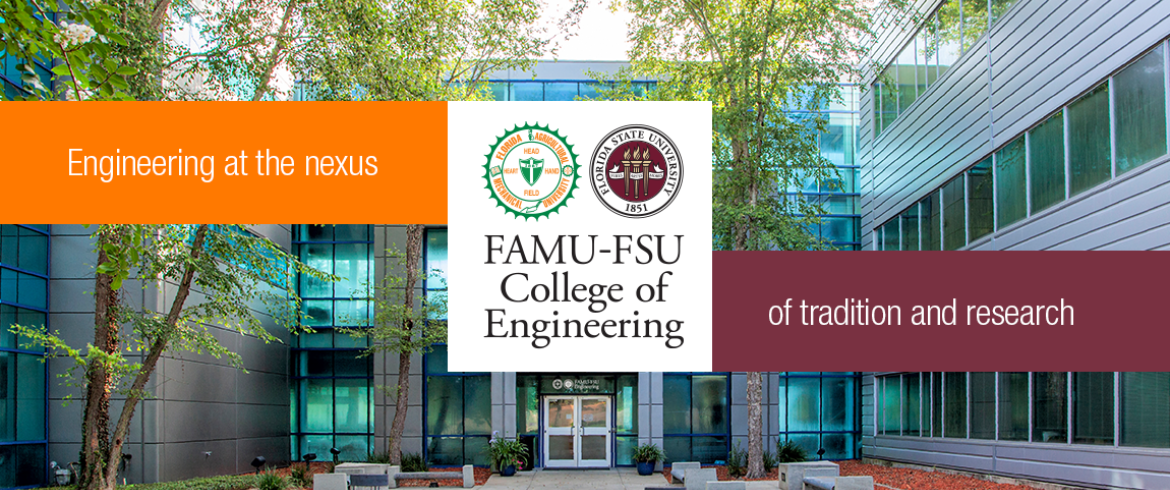 Engineering at the nexus
FLORIDA AGRICULTURAL
MECHANICAL UNIVERSITY
HEAD
HEART
HAND
FIELD
FLORIDA STATE UNIVERSITY
1851
FAMU-FSU
College of
Engineering
of tradition and research
FAMU-FSU
Engineering